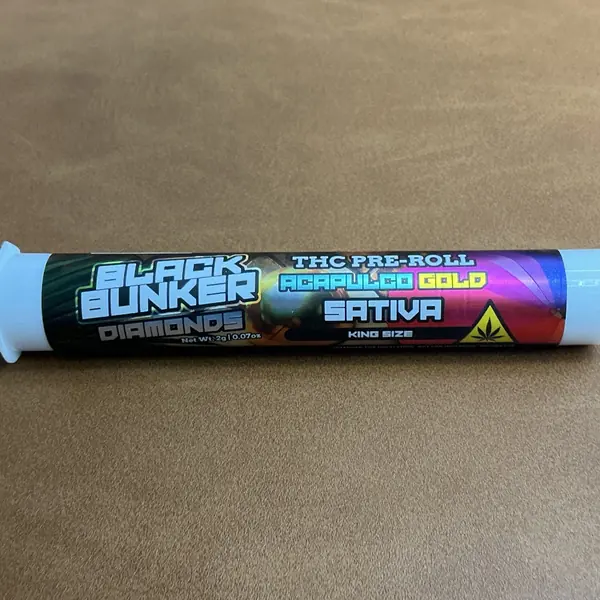 BLACK
BUNKER
DIAMONDS
Net Wt. 2g | 0.07oz
THC PRE-ROLL
ACAPULCO GOLD
SATIVA
KING SIZE